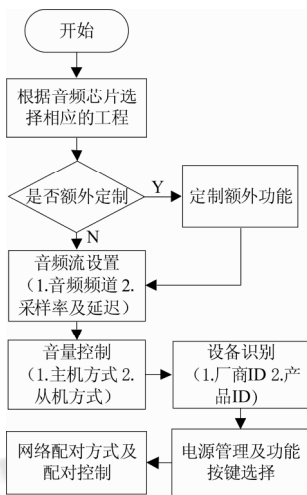 开始
根据音频芯片选
择相应的工程
是否额外定制
Y
定制额外功能
N
音频流设置
（1.音频频道 2.
采样率及延迟）
音量控制
（1.主机方式 2.
从机方式）
设备识别
（1.厂商ID 2.产
品ID)
电源管理及功能
按键选择
网络配对方式及
配对控制